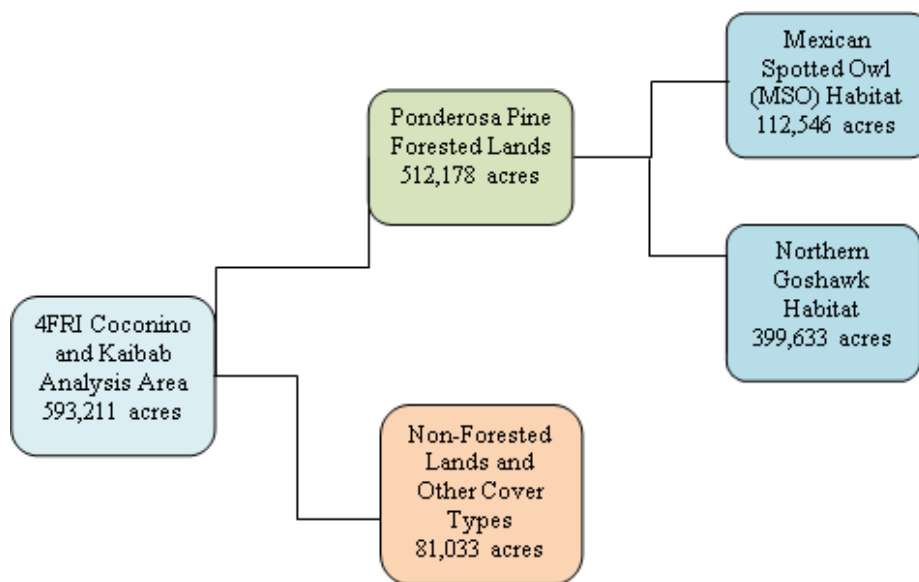 Mexican
Spotted Owl
(MSO) Habitat
112,546 acres
Ponderosa Pine
Forested Lands
512,178 acres
Northern
Goshawk
Habitat
399,633 acres
4FRI Coconino
and Kaibab
Analysis Area
593,211 acres
Non-Forested
Lands and
Other Cover
Types
81,033 acres